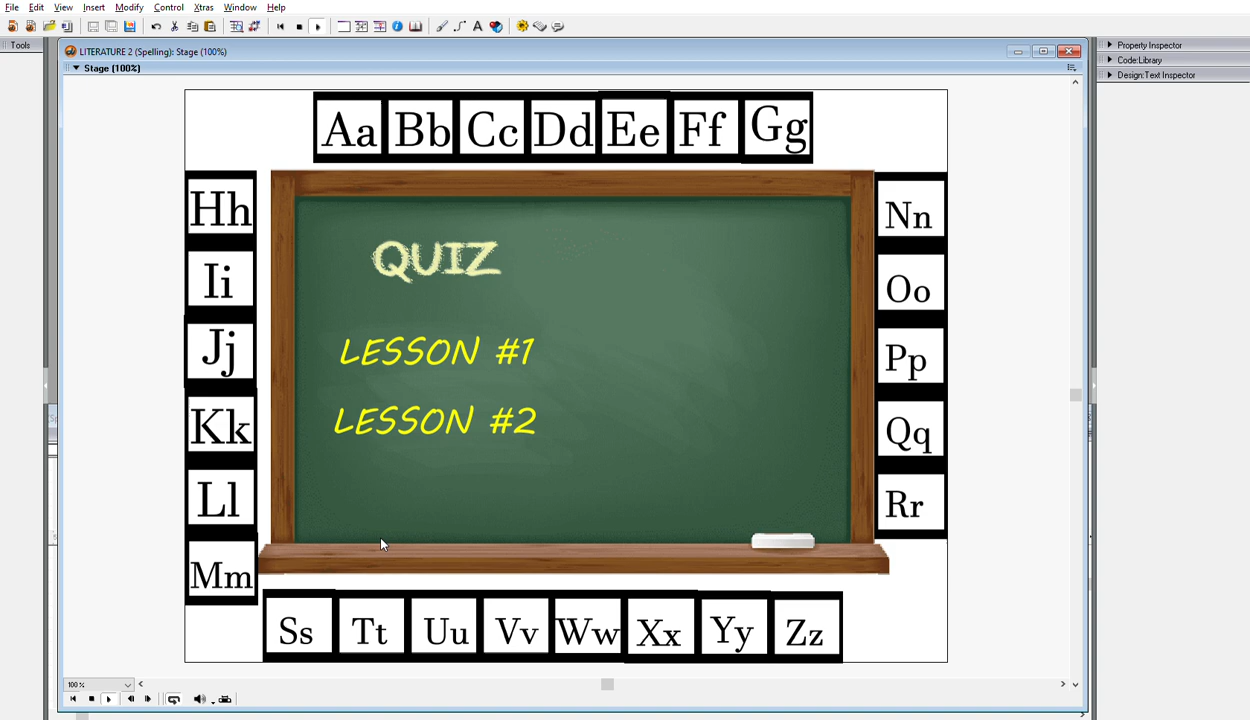 File Edit View Insert Modify Control Xtras Window Help
Tools
LITERATURE 2 (Spelling): Stage (100%)
Stage (100%)
Property Inspector
Code:Library
Design:Text Inspector
Aa Bb Cc Dd Ee Ff Gg
Hh
Ii
Jj
Kk
Ll
Mm
QUIZ
LESSON #1
LESSON #2
Nn
Oo
Pp
Qq
Rr
Ss Tt Uu Vv Ww Xx Yy Zz
100%